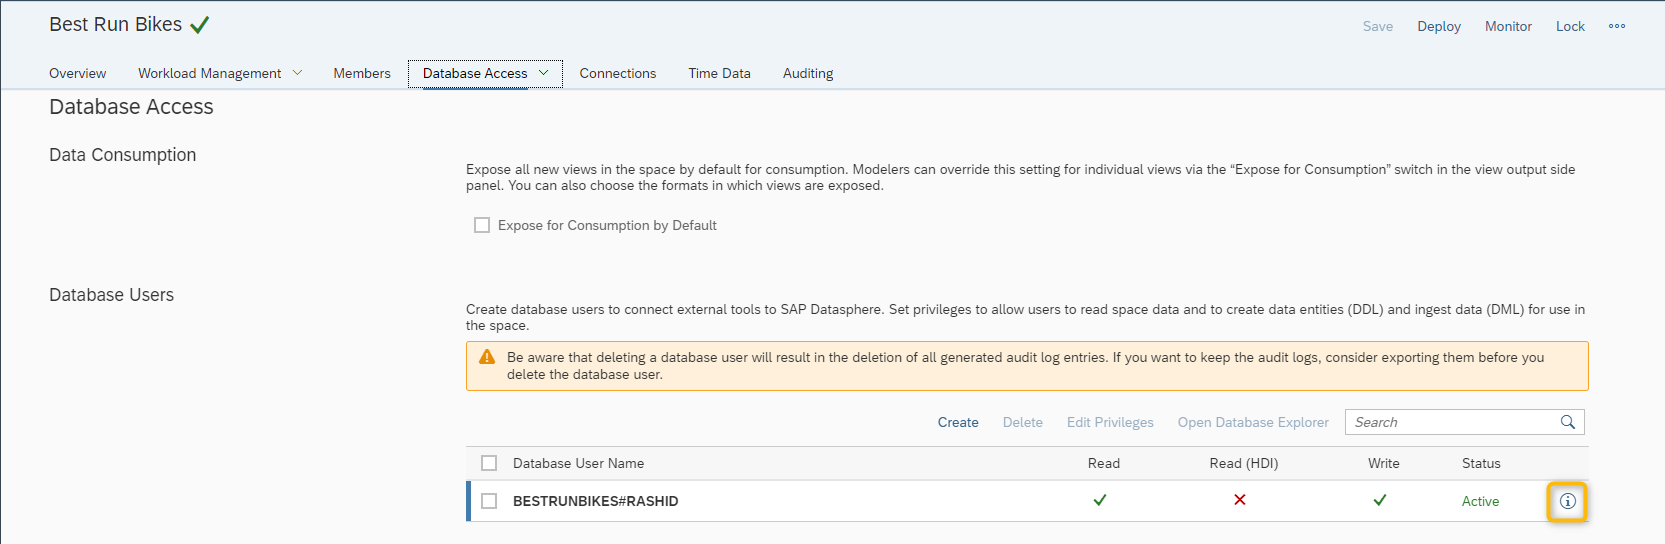 Best Run Bikes
Save Deploy Monitor Lock
Overview Workload Management Members Database Access Connections Time Data Auditing
Database Access
Data Consumption
Expose all new views in the space by default for consumption. Modelers can override this setting for individual views via the “Expose for Consumption” switch in the view output side
panel. You can also choose the formats in which views are exposed.
Expose for Consumption by Default
Database Users
Create database users to connect external tools to SAP Datasphere. Set privileges to allow users to read space data and to create data entities (DDL) and ingest data (DML) for use in
the space.
Be aware that deleting a database user will result in the deletion of all generated audit log entries. If you want to keep the audit logs, consider exporting them before you
delete the database user.
Create Delete Edit Privileges Open Database Explorer Search
Database User Name Read Read (HDI) Write Status
BESTRUNBIKES#RASHID Active